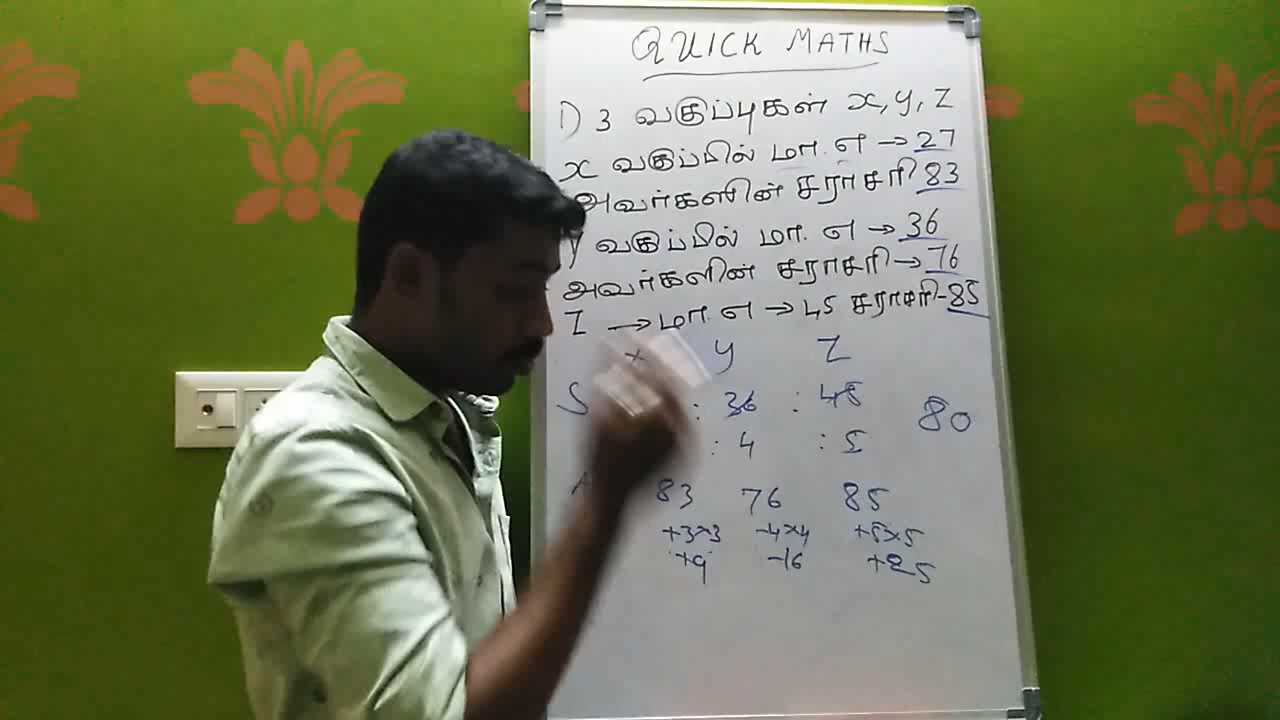 QUICK MATHS
1) 3 வகுப்புகள் x, y, z
x வகுப்பில் மா. எ → 27
அவர்களின் சராசரி 83
y வகுப்பில் மா. எ → 36
அவர்களின் சராசரி → 76
Z → மா. எ → 45 சராசரி - 85
x y Z
S : 36 : 45 80
: 4 : 5
A 83 76 85
+3×3 -4×4 +5×5
+9 -16 +25